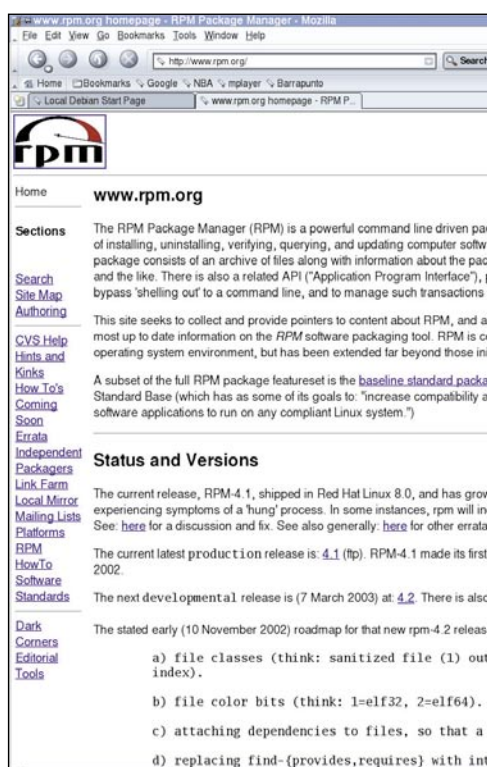 www.rpm.org homepage - RPM Package Manager - Mozilla
File Edit View Go Bookmarks Tools Window Help
http://www.rpm.org/ Search
Home Bookmarks Google NBA mplayer Barrapunto
Local Debian Start Page www.rpm.org homepage - RPM P...
rpm
Home
Sections
Search
Site Map
Authoring
CVS Help
Hints and
Kinks
How To's
Coming
Soon
Errata
Independent
Packagers
Link Farm
Local Mirror
Mailing Lists
Platforms
RPM
HowTo
Software
Standards
Dark
Corners
Editorial
Tools
www.rpm.org
The RPM Package Manager (RPM) is a powerful command line driven pac
of installing, uninstalling, verifying, querying, and updating computer softw
package consists of an archive of files along with information about the pac
and the like. There is also a related API ("Application Program Interface"), p
bypass 'shelling out' to a command line, and to manage such transactions
This site seeks to collect and provide pointers to content about RPM, and a
most up to date information on the RPM software packaging tool. RPM is c
operating system environment, but has been extended far beyond those ini
A subset of the full RPM package featureset is the baseline standard packa
Standard Base (which has as some of its goals to: "increase compatibility a
software applications to run on any compliant Linux system.")
Status and Versions
The current release, RPM-4.1, shipped in Red Hat Linux 8.0, and has grow
experiencing symptoms of a 'hung' process. In some instances, rpm will in
See: here for a discussion and fix. See also generally: here for other errata
The current latest production release is: 4.1 (ftp). RPM-4.1 made its first
2002.
The next developmental release is (7 March 2003) at: 4.2. There is also
The stated early (10 November 2002) roadmap for that new rpm-4.2 releas
a) file classes (think: sanitized file (1) out
index).
b) file color bits (think: 1=elf32, 2=elf64).
c) attaching dependencies to files, so that a
d) replacing find-{provides,requires} with int